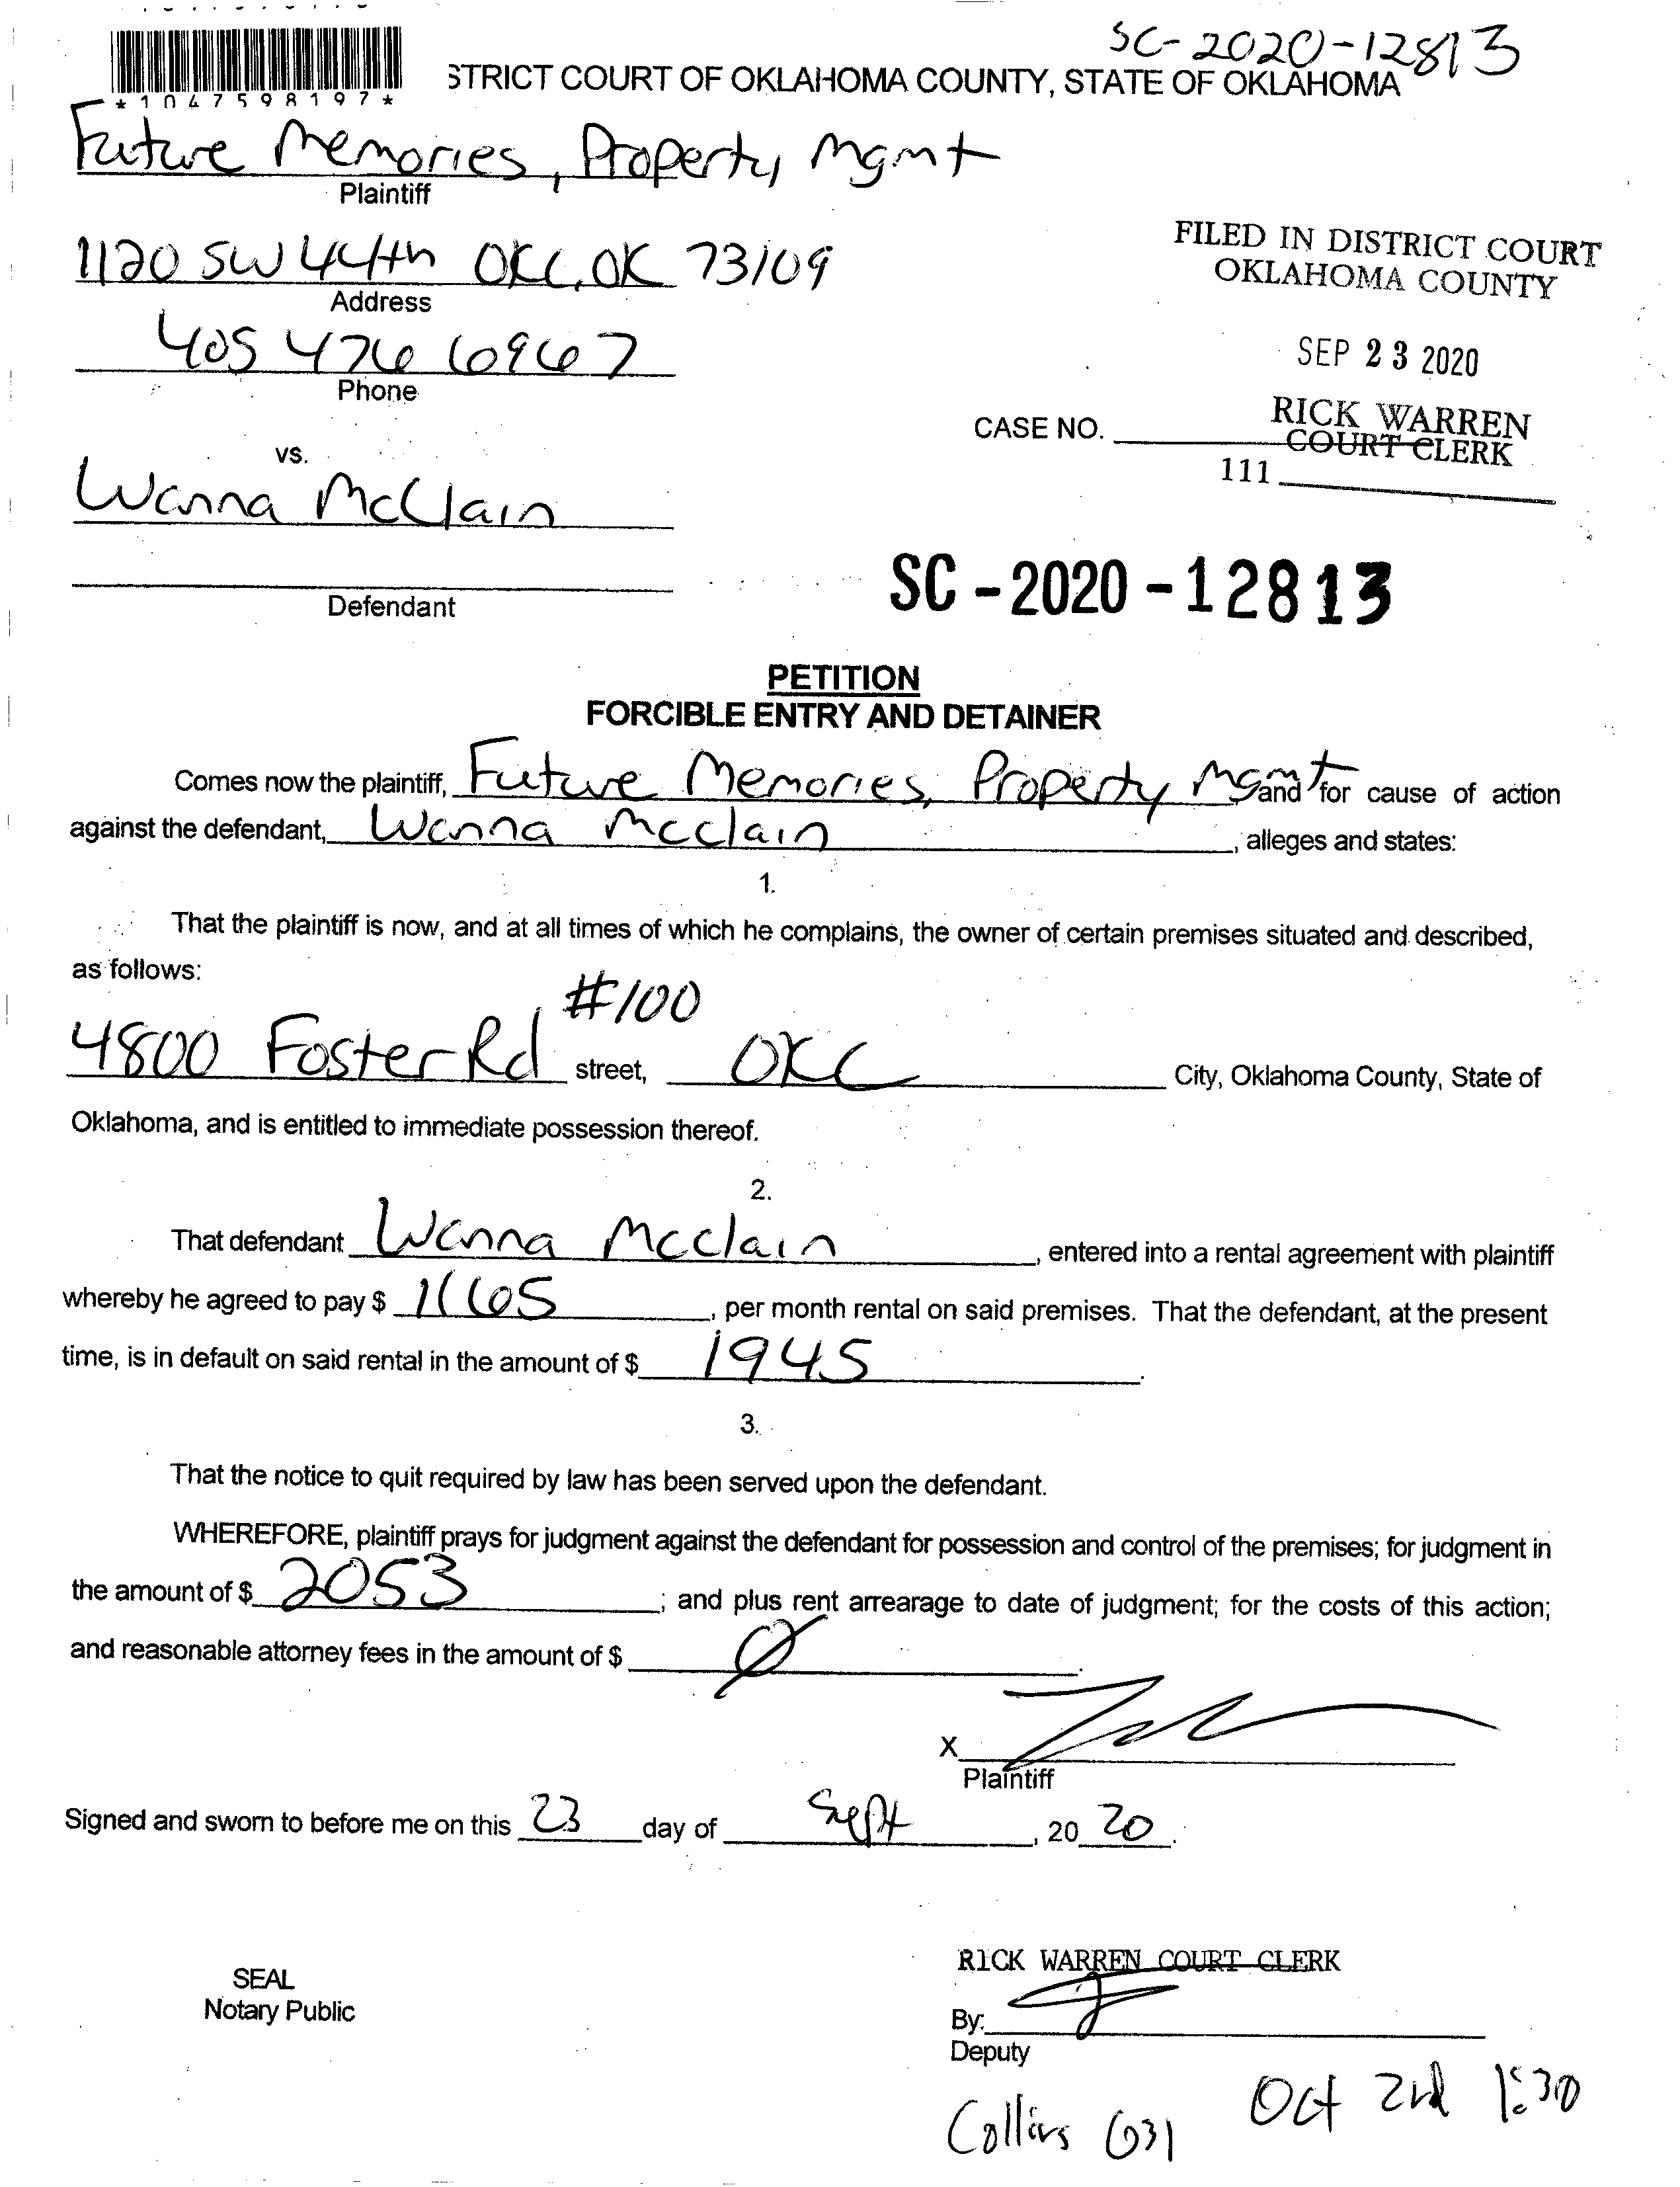 SC-2020-12813
*1047598197*
STRICT COURT OF OKLAHOMA COUNTY, STATE OF OKLAHOMA
Future Memories, Property Mgmt
Plaintiff
1120 SW 44th OKC, OK 73109
Address
FILED IN DISTRICT COURT
OKLAHOMA COUNTY
405 476 6967
Phone
SEP 23 2020
RICK WARREN
COURT CLERK
CASE NO.
111
vs.
Wanna McClain
Defendant
SC-2020-12813
PETITION
FORCIBLE ENTRY AND DETAINER
Comes now the plaintiff, Future Memories, Property Mgmt and for cause of action
against the defendant, Wanna Mcclain, alleges and states:
1.
That the plaintiff is now, and at all times of which he complains, the owner of certain premises situated and described,
as follows:
#100
4800 Foster Rd street, OKC City, Oklahoma County, State of
Oklahoma, and is entitled to immediate possession thereof.
2.
That defendant Wanna Mcclain, entered into a rental agreement with plaintiff
whereby he agreed to pay $ 1165, per month rental on said premises. That the defendant, at the present
time, is in default on said rental in the amount of $ 1945.
3.
That the notice to quit required by law has been served upon the defendant.
WHEREFORE, plaintiff prays for judgment against the defendant for possession and control of the premises; for judgment in
the amount of $ 2053; and plus rent arrearage to date of judgment; for the costs of this action;
and reasonable attorney fees in the amount of $ Ø.
X
Plaintiff
Signed and sworn to before me on this 23 day of Sept, 20 20.
RICK WARREN COURT CLERK
SEAL
Notary Public
By:
Deputy
Collins 631 Oct 2nd 1:30